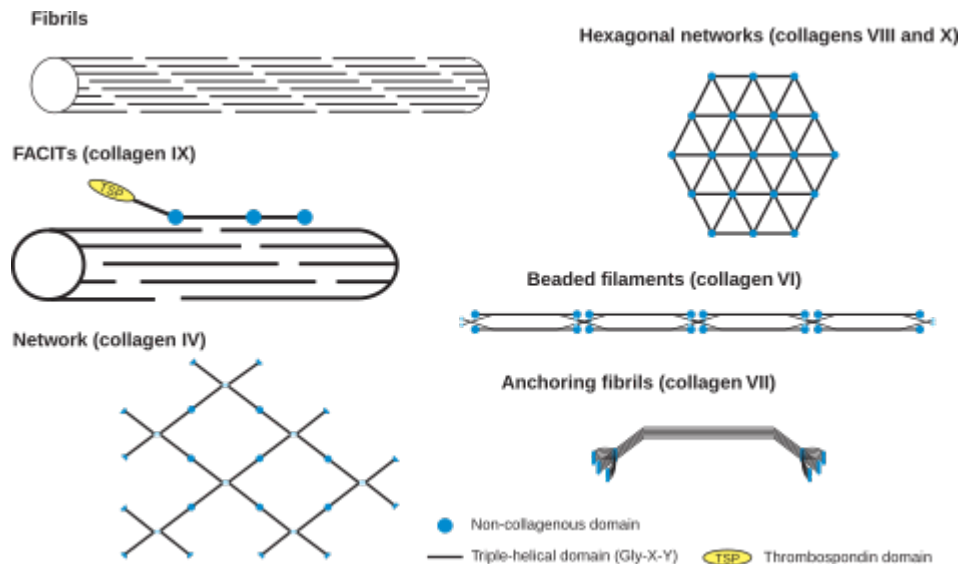 Fibrils
Hexagonal networks (collagens VIII and X)
FACITs (collagen IX)
TSP
Beaded filaments (collagen VI)
Network (collagen IV)
Anchoring fibrils (collagen VII)
Non-collagenous domain
Triple-helical domain (Gly-X-Y)
TSP
Thrombospondin domain